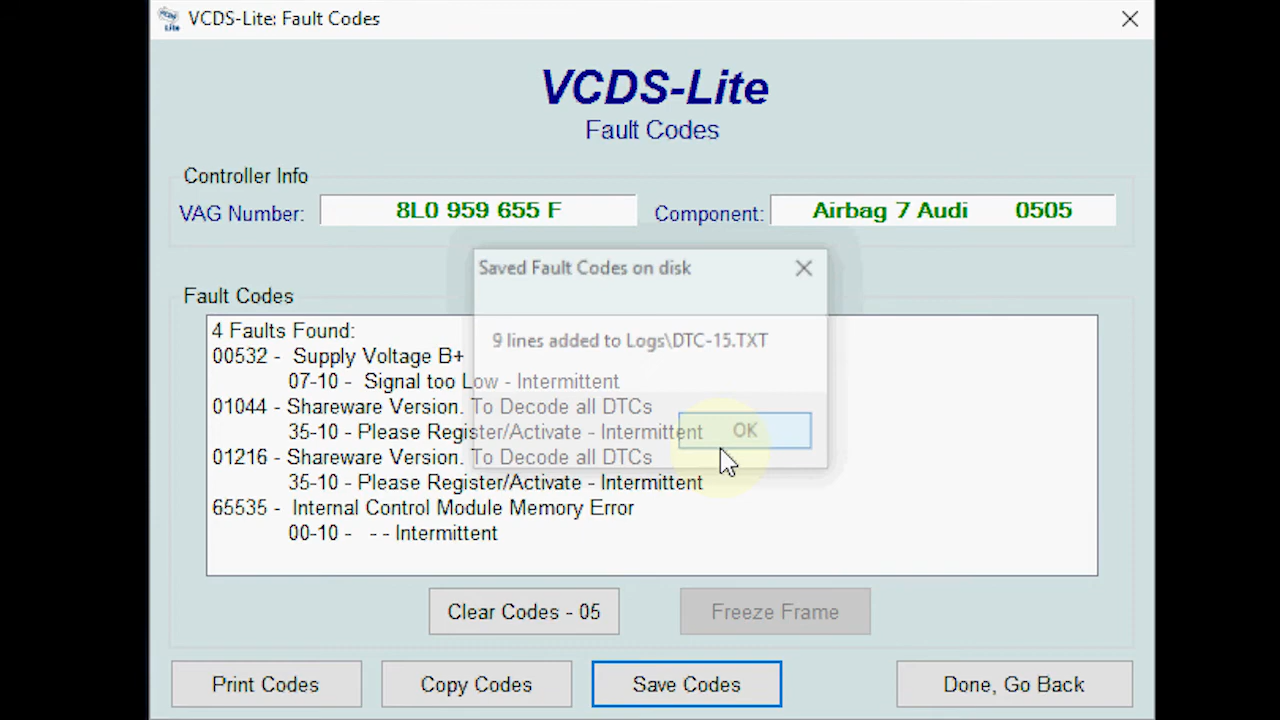 VCDS-Lite: Fault Codes
VCDS-Lite
Fault Codes
Controller Info
VAG Number: 8L0 959 655 F Component: Airbag 7 Audi 0505
Saved Fault Codes on disk
9 lines added to Logs\DTC-15.TXT
OK
Fault Codes
4 Faults Found:
00532 - Supply Voltage B+
07-10 - Signal too Low - Intermittent
01044 - Shareware Version. To Decode all DTCs
35-10 - Please Register/Activate - Intermittent
01216 - Shareware Version. To Decode all DTCs
35-10 - Please Register/Activate - Intermittent
65535 - Internal Control Module Memory Error
00-10 - - - Intermittent
Clear Codes - 05 Freeze Frame
Print Codes Copy Codes Save Codes Done, Go Back